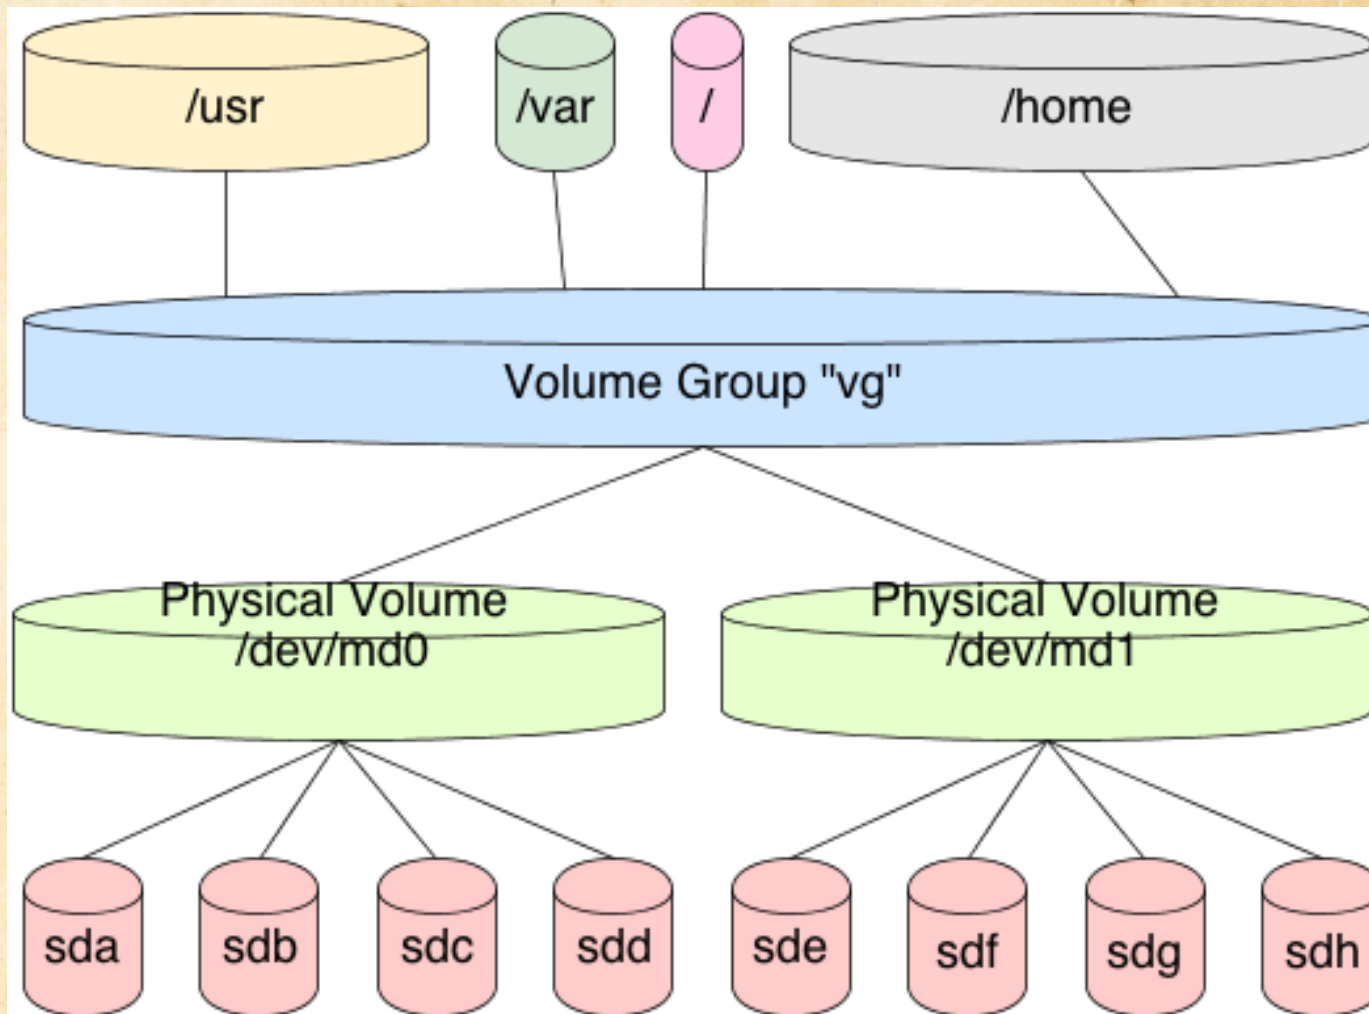 /usr
/var
/
/home
Volume Group "vg"
Physical Volume
/dev/md0
Physical Volume
/dev/md1
sda
sdb
sdc
sdd
sde
sdf
sdg
sdh